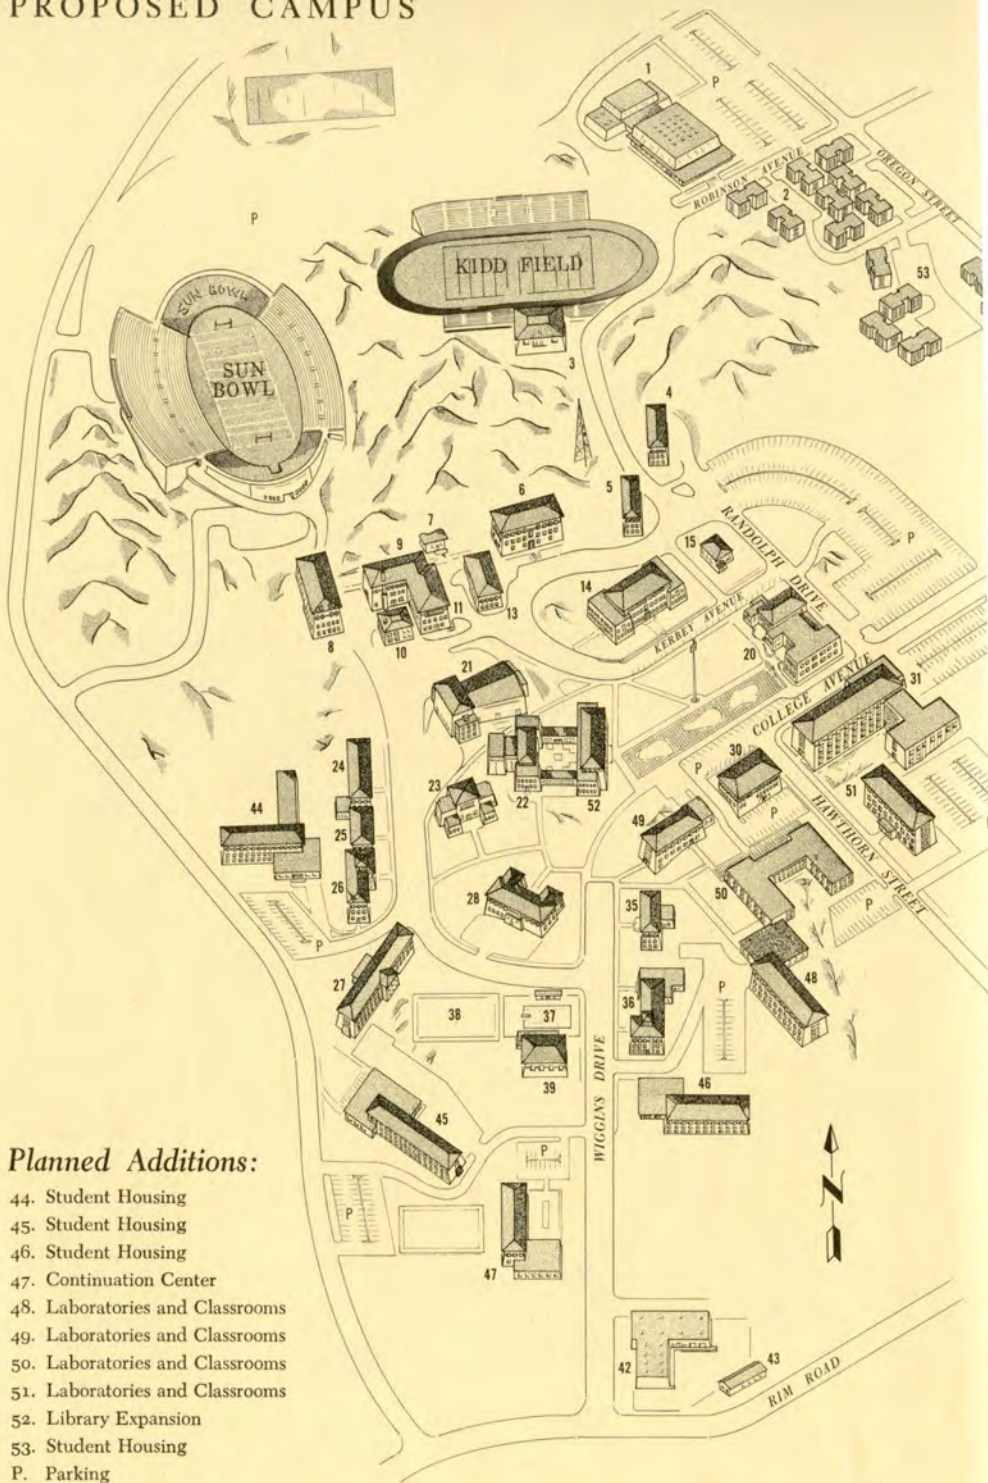 PROPOSED CAMPUS
1
P
ROBINSON AVENUE
OREGON STREET
2
53
P
KIDD FIELD
SUN BOWL
SUN
BOWL
3
4
5
6
7
9
RANDOLPH DRIVE
15
P
14
13
11
10
8
KERBEY AVENUE
20
21
COLLEGE AVENUE
31
24
30
P
51
44
23
22
52
49
P
HAWTHORN STREET
25
26
28
35
50
P
P
27
38
37
36
P
48
39
WIGGINS DRIVE
46
45
N
P
P
47
42
43
RIM ROAD
Planned Additions:
44. Student Housing
45. Student Housing
46. Student Housing
47. Continuation Center
48. Laboratories and Classrooms
49. Laboratories and Classrooms
50. Laboratories and Classrooms
51. Laboratories and Classrooms
52. Library Expansion
53. Student Housing
P. Parking